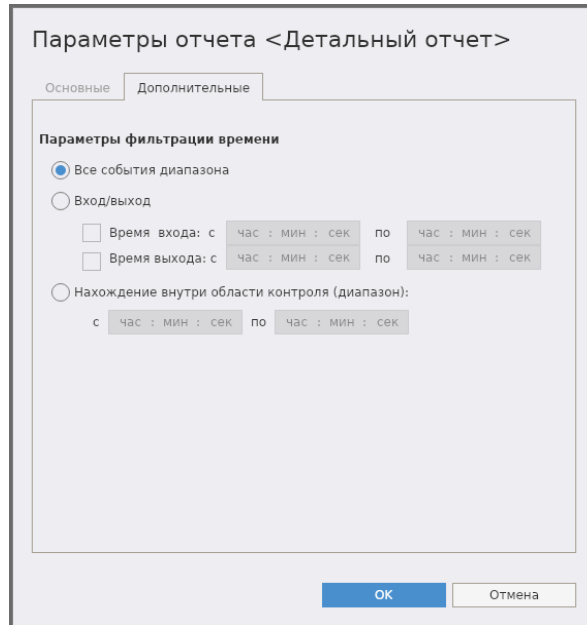 Параметры отчета <Детальный отчет>
Основные Дополнительные
Параметры фильтрации времени
Все события диапазона
Вход/выход
Время входа: с час : мин : сек по час : мин : сек
Время выхода: с час : мин : сек по час : мин : сек
Нахождение внутри области контроля (диапазон):
с час : мин : сек по час : мин : сек
OK Отмена